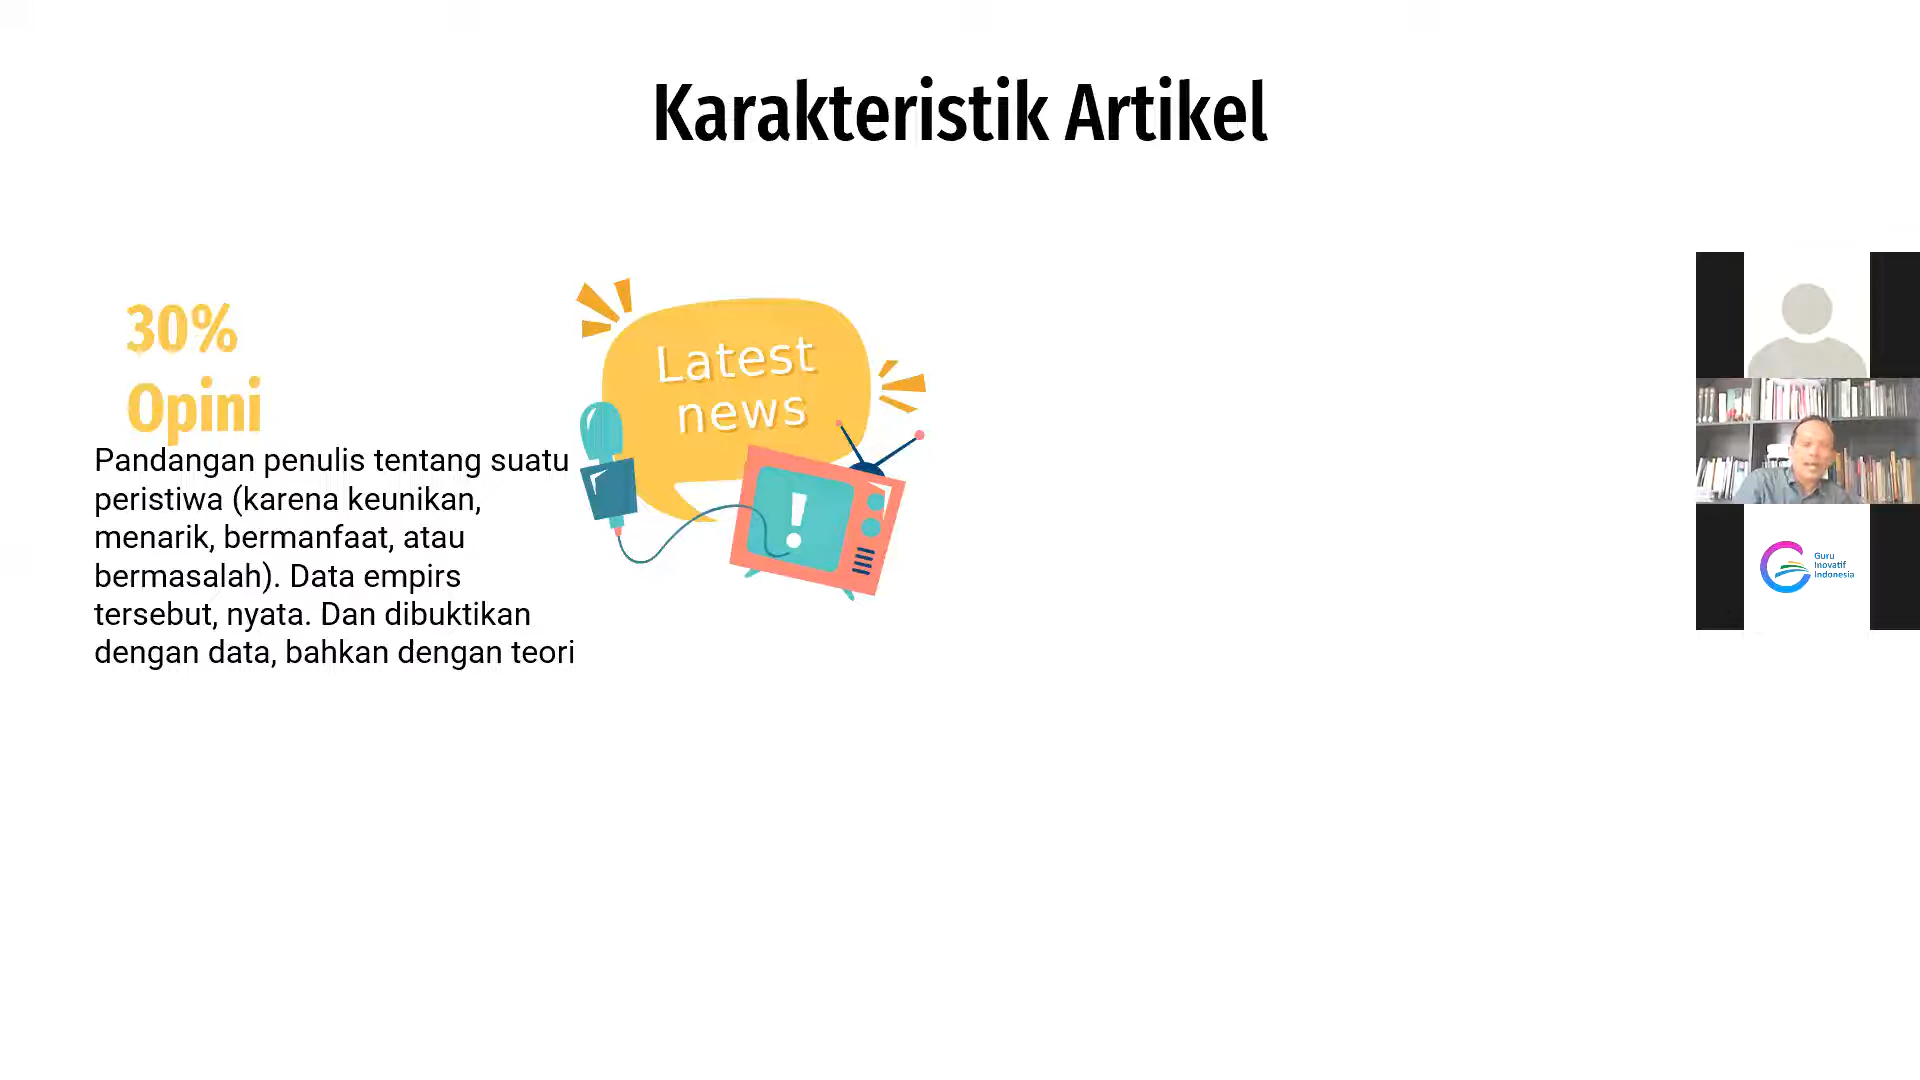 Karakteristik Artikel
30%
Opini
Pandangan penulis tentang suatu
peristiwa (karena keunikan,
menarik, bermanfaat, atau
bermasalah). Data empirs
tersebut, nyata. Dan dibuktikan
dengan data, bahkan dengan teori
Latest
news
!
Guru
Inovatif
Indonesia